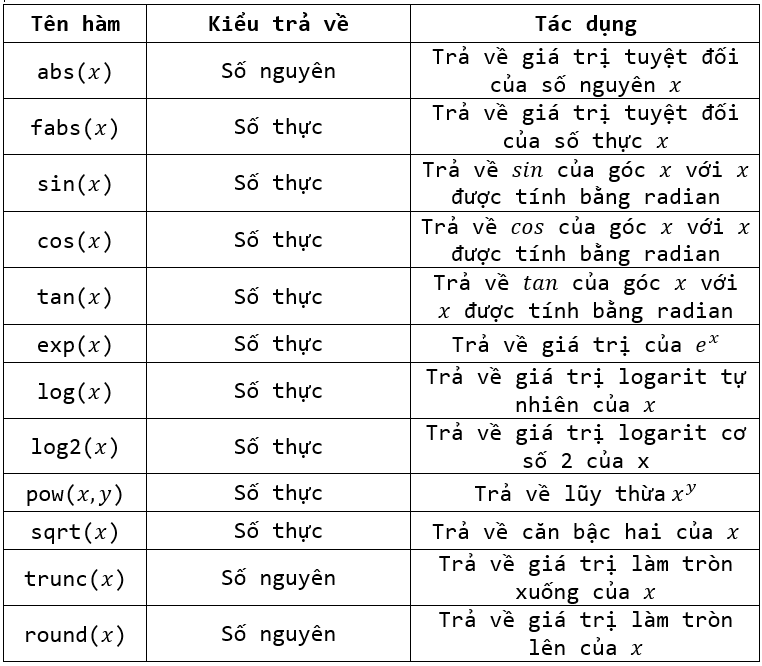 Tên hàm Kiểu trả về Tác dụng
abs(x) Số nguyên Trả về giá trị tuyệt đối
của số nguyên x
fabs(x) Số thực Trả về giá trị tuyệt đối
của số thực x
sin(x) Số thực Trả về sin của góc x với x
được tính bằng radian
cos(x) Số thực Trả về cos của góc x với x
được tính bằng radian
tan(x) Số thực Trả về tan của góc x với
x được tính bằng radian
exp(x) Số thực Trả về giá trị của eˣ
log(x) Số thực Trả về giá trị logarit tự
nhiên của x
log2(x) Số thực Trả về giá trị logarit cơ
số 2 của x
pow(x,y) Số thực Trả về lũy thừa xʸ
sqrt(x) Số thực Trả về căn bậc hai của x
trunc(x) Số nguyên Trả về giá trị làm tròn
xuống của x
round(x) Số nguyên Trả về giá trị làm tròn
lên của x